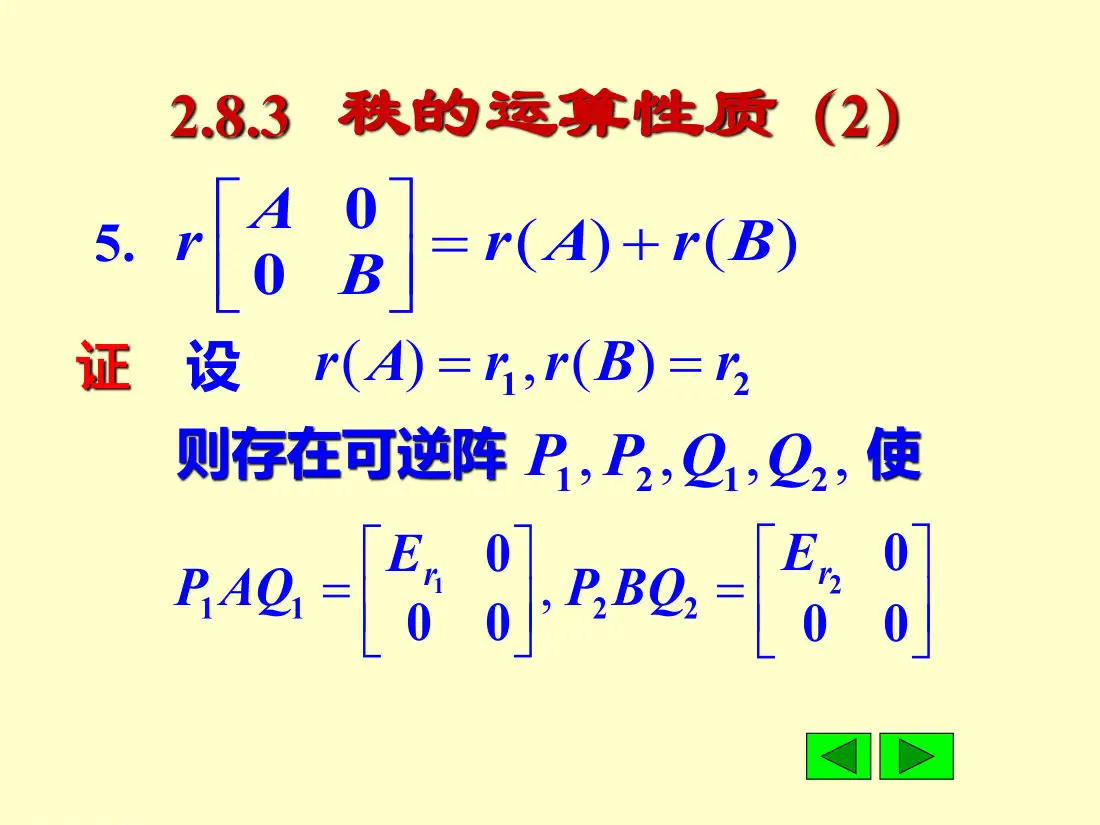 2.8.3 秩的运算性质（2）
5. r[A 0; 0 B] = r(A) + r(B)
证 设 r(A) = r₁, r(B) = r₂
则存在可逆阵 P₁, P₂, Q₁, Q₂, 使
P₁AQ₁ = [E_{r₁} 0; 0 0], P₂BQ₂ = [E_{r₂} 0; 0 0]